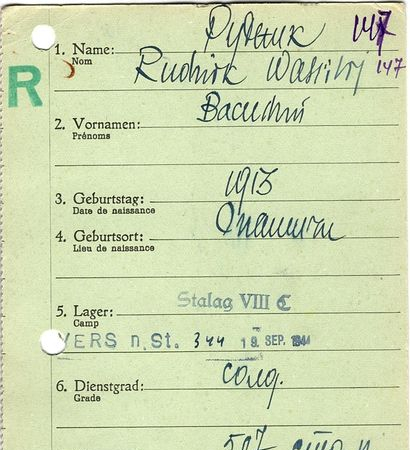 Рудник 147
1. Name:
Nom
Rudnik Wassilij 147
R
2. Vornamen: Василий
Prénoms
3. Geburtstag: 1913
Date de naissance
4. Geburtsort:
Lieu de naissance
5. Lager: Stalag VIII C
Camp
VERS n. St. 344 19. SEP. 1944
6. Dienstgrad: солд.
Grade